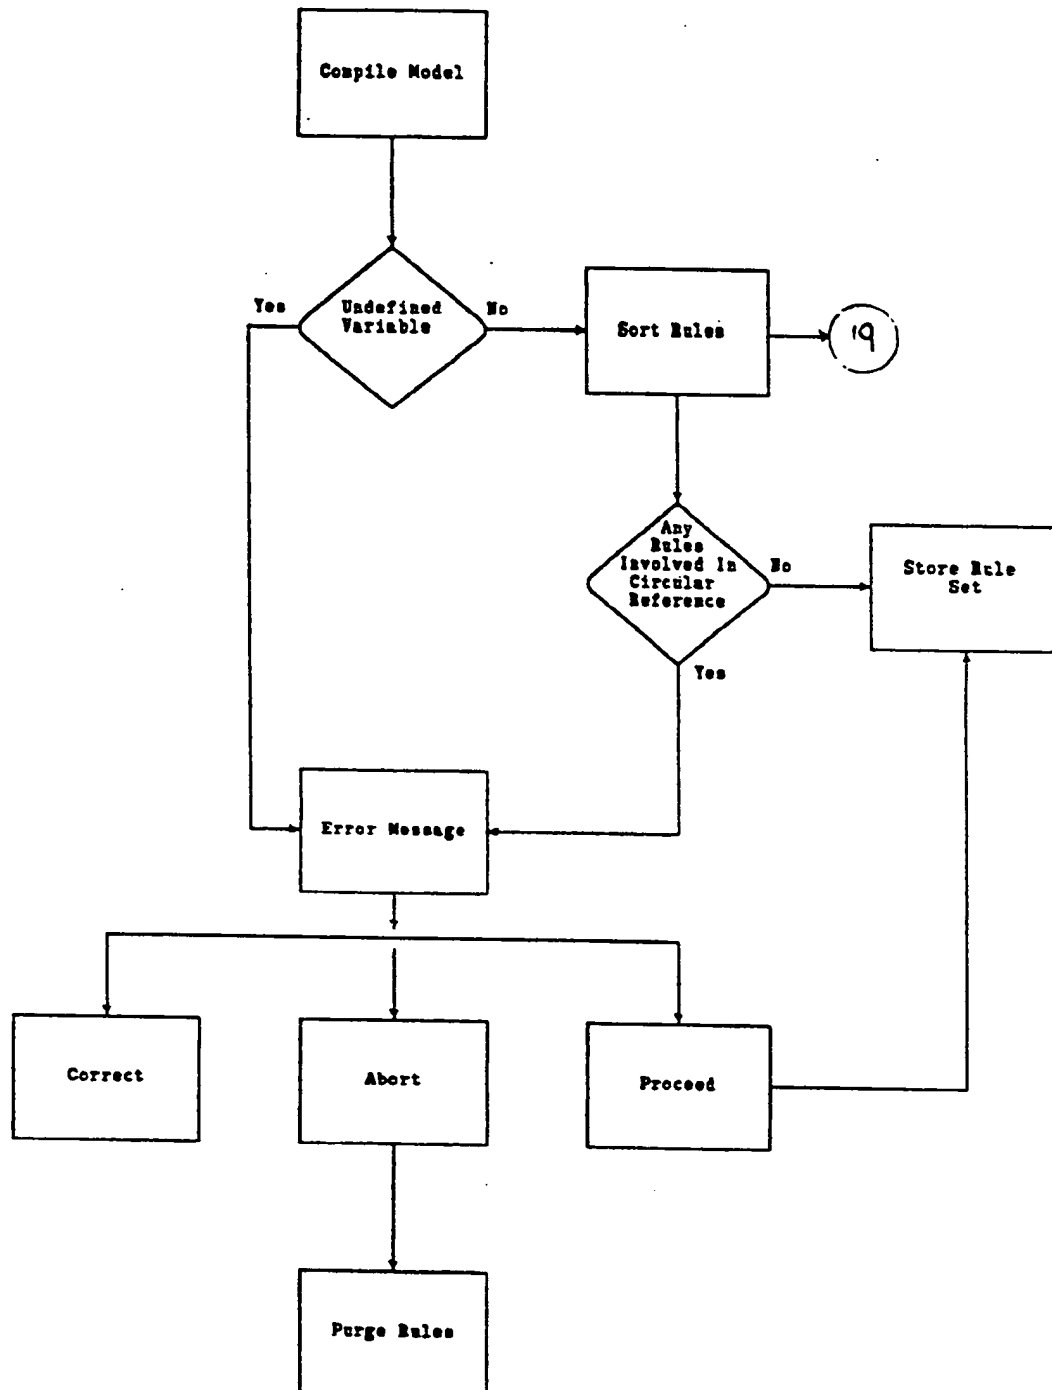 Compile Model
Yes
Undefined
Variable
No
Sort Rules
19
Any
Rules
Involved In
Circular
Reference
No
Store Rule
Set
Yes
Error Message
Correct
Abort
Proceed
Purge Rules